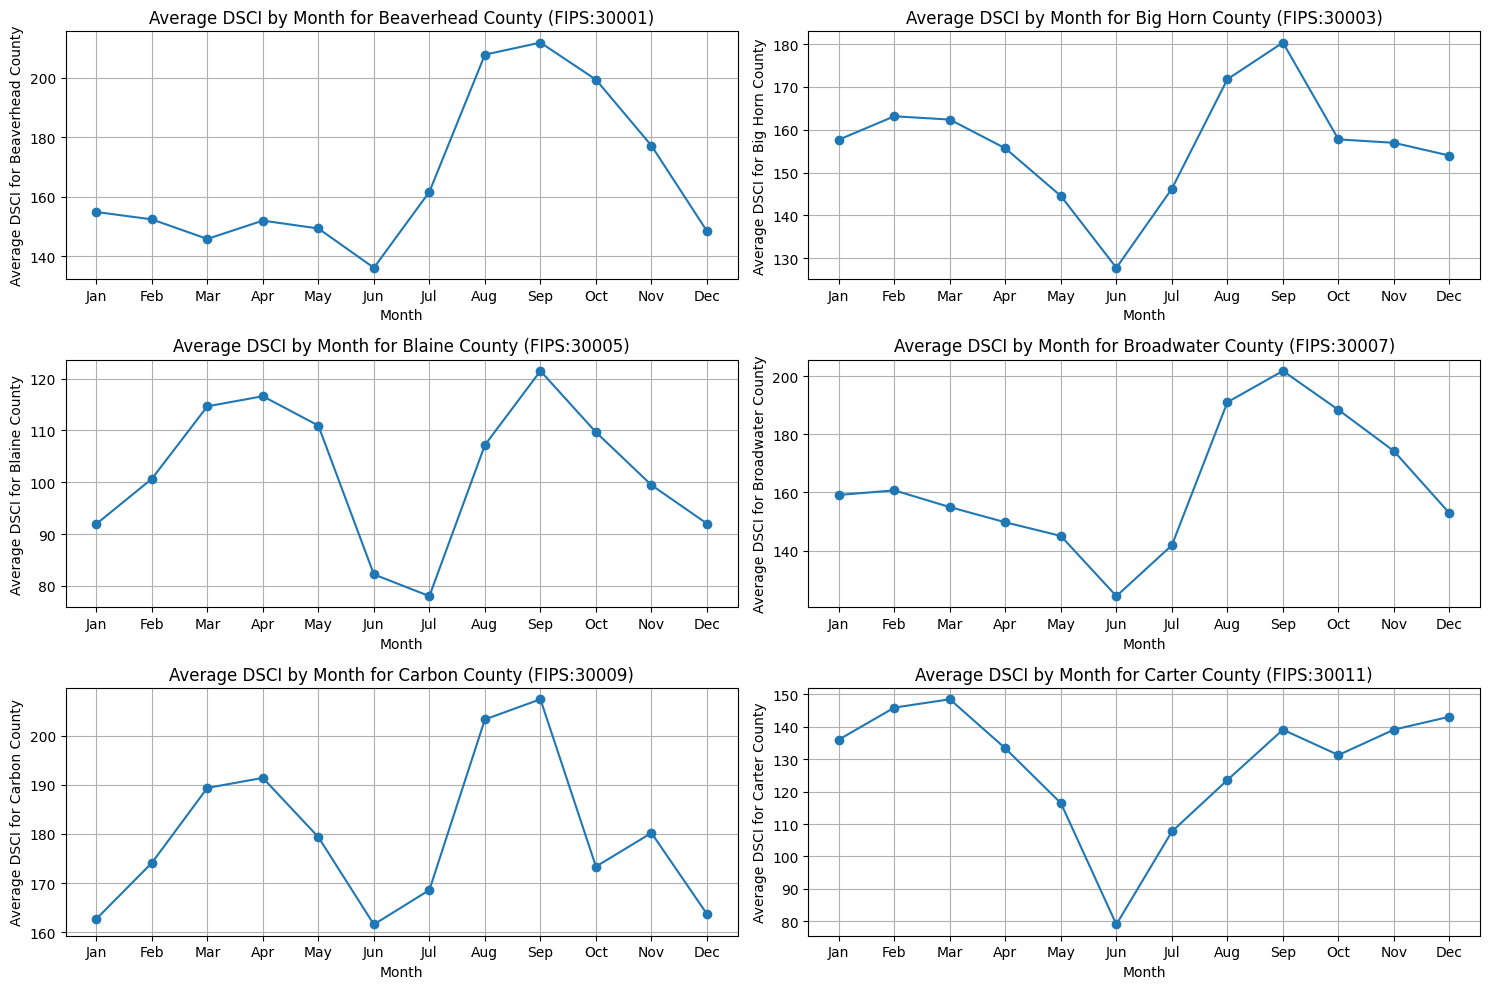 Average DSCI by Month for Beaverhead County (FIPS:30001)
Average DSCI for Beaverhead County
200
180
160
140
Jan Feb Mar Apr May Jun Jul Aug Sep Oct Nov Dec
Month
Average DSCI by Month for Big Horn County (FIPS:30003)
Average DSCI for Big Horn County
180
170
160
150
140
130
Jan Feb Mar Apr May Jun Jul Aug Sep Oct Nov Dec
Month
Average DSCI by Month for Blaine County (FIPS:30005)
Average DSCI for Blaine County
120
110
100
90
80
Jan Feb Mar Apr May Jun Jul Aug Sep Oct Nov Dec
Month
Average DSCI by Month for Broadwater County (FIPS:30007)
Average DSCI for Broadwater County
200
180
160
140
Jan Feb Mar Apr May Jun Jul Aug Sep Oct Nov Dec
Month
Average DSCI by Month for Carbon County (FIPS:30009)
Average DSCI for Carbon County
200
190
180
170
160
Jan Feb Mar Apr May Jun Jul Aug Sep Oct Nov Dec
Month
Average DSCI by Month for Carter County (FIPS:30011)
Average DSCI for Carter County
150
140
130
120
110
100
90
80
Jan Feb Mar Apr May Jun Jul Aug Sep Oct Nov Dec
Month